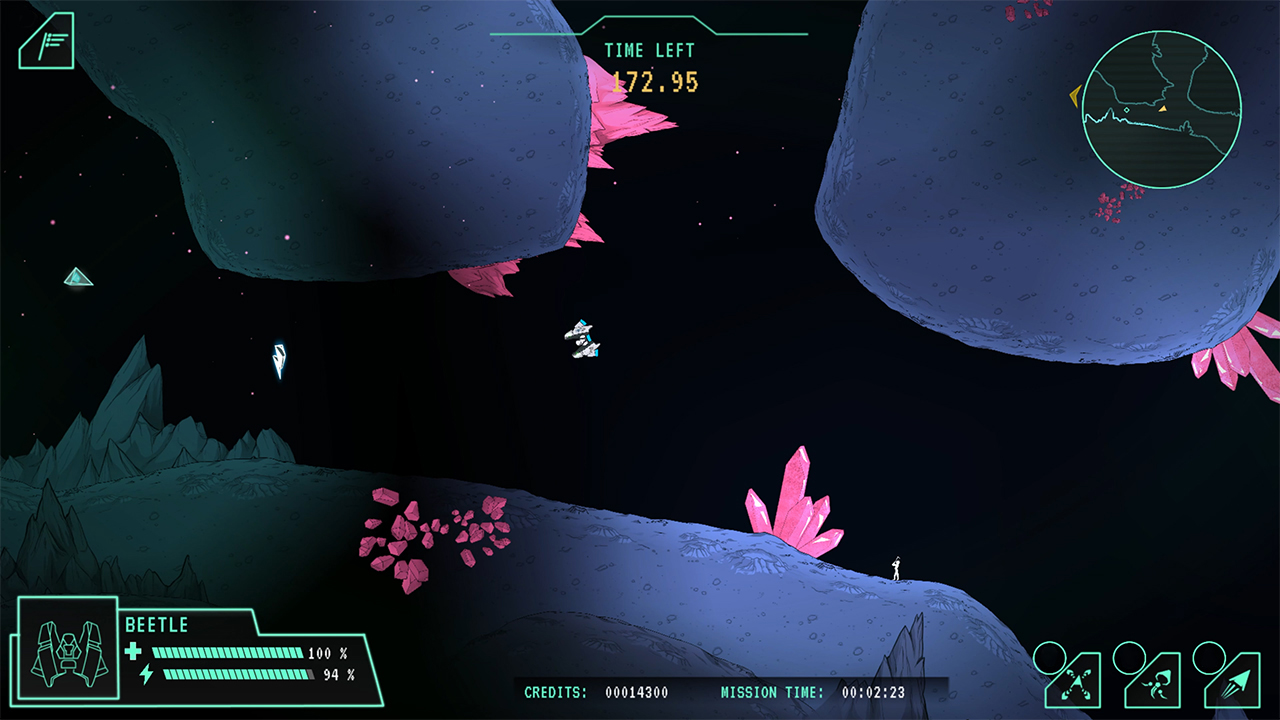 TIME LEFT
172.95
BEETLE
100 %
94 %
CREDITS: 00014300
MISSION TIME: 00:02:23